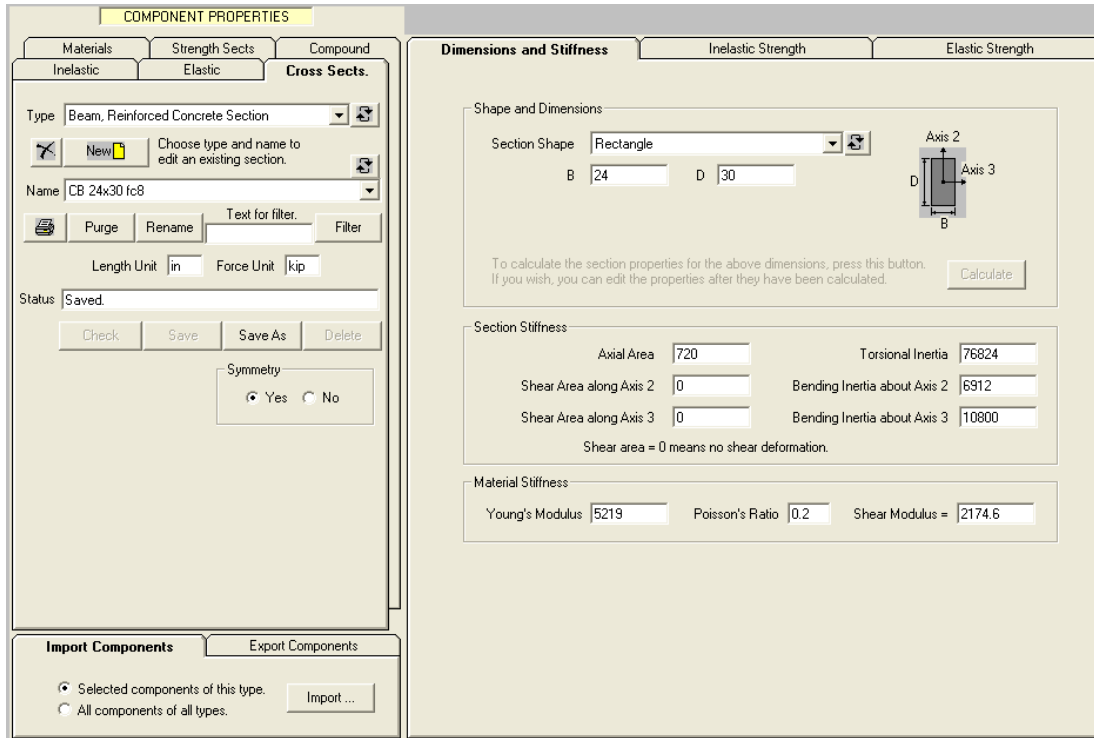 COMPONENT PROPERTIES
Materials Strength Sects Compound
Inelastic Elastic Cross Sects.
Type Beam, Reinforced Concrete Section
New Choose type and name to
edit an existing section.
Name CB 24x30 fc8
Text for filter.
Purge Rename Filter
Length Unit in Force Unit kip
Status Saved.
Check Save Save As Delete
Symmetry
Yes No
Import Components Export Components
Selected components of this type.
All components of all types.
Import ...
Dimensions and Stiffness Inelastic Strength Elastic Strength
Shape and Dimensions
Section Shape Rectangle
B 24 D 30
Axis 2
Axis 3
D
B
To calculate the section properties for the above dimensions, press this button.
If you wish, you can edit the properties after they have been calculated.
Calculate
Section Stiffness
Axial Area 720 Torsional Inertia 76824
Shear Area along Axis 2 0 Bending Inertia about Axis 2 6912
Shear Area along Axis 3 0 Bending Inertia about Axis 3 10800
Shear area = 0 means no shear deformation.
Material Stiffness
Young's Modulus 5219 Poisson's Ratio 0.2 Shear Modulus = 2174.6